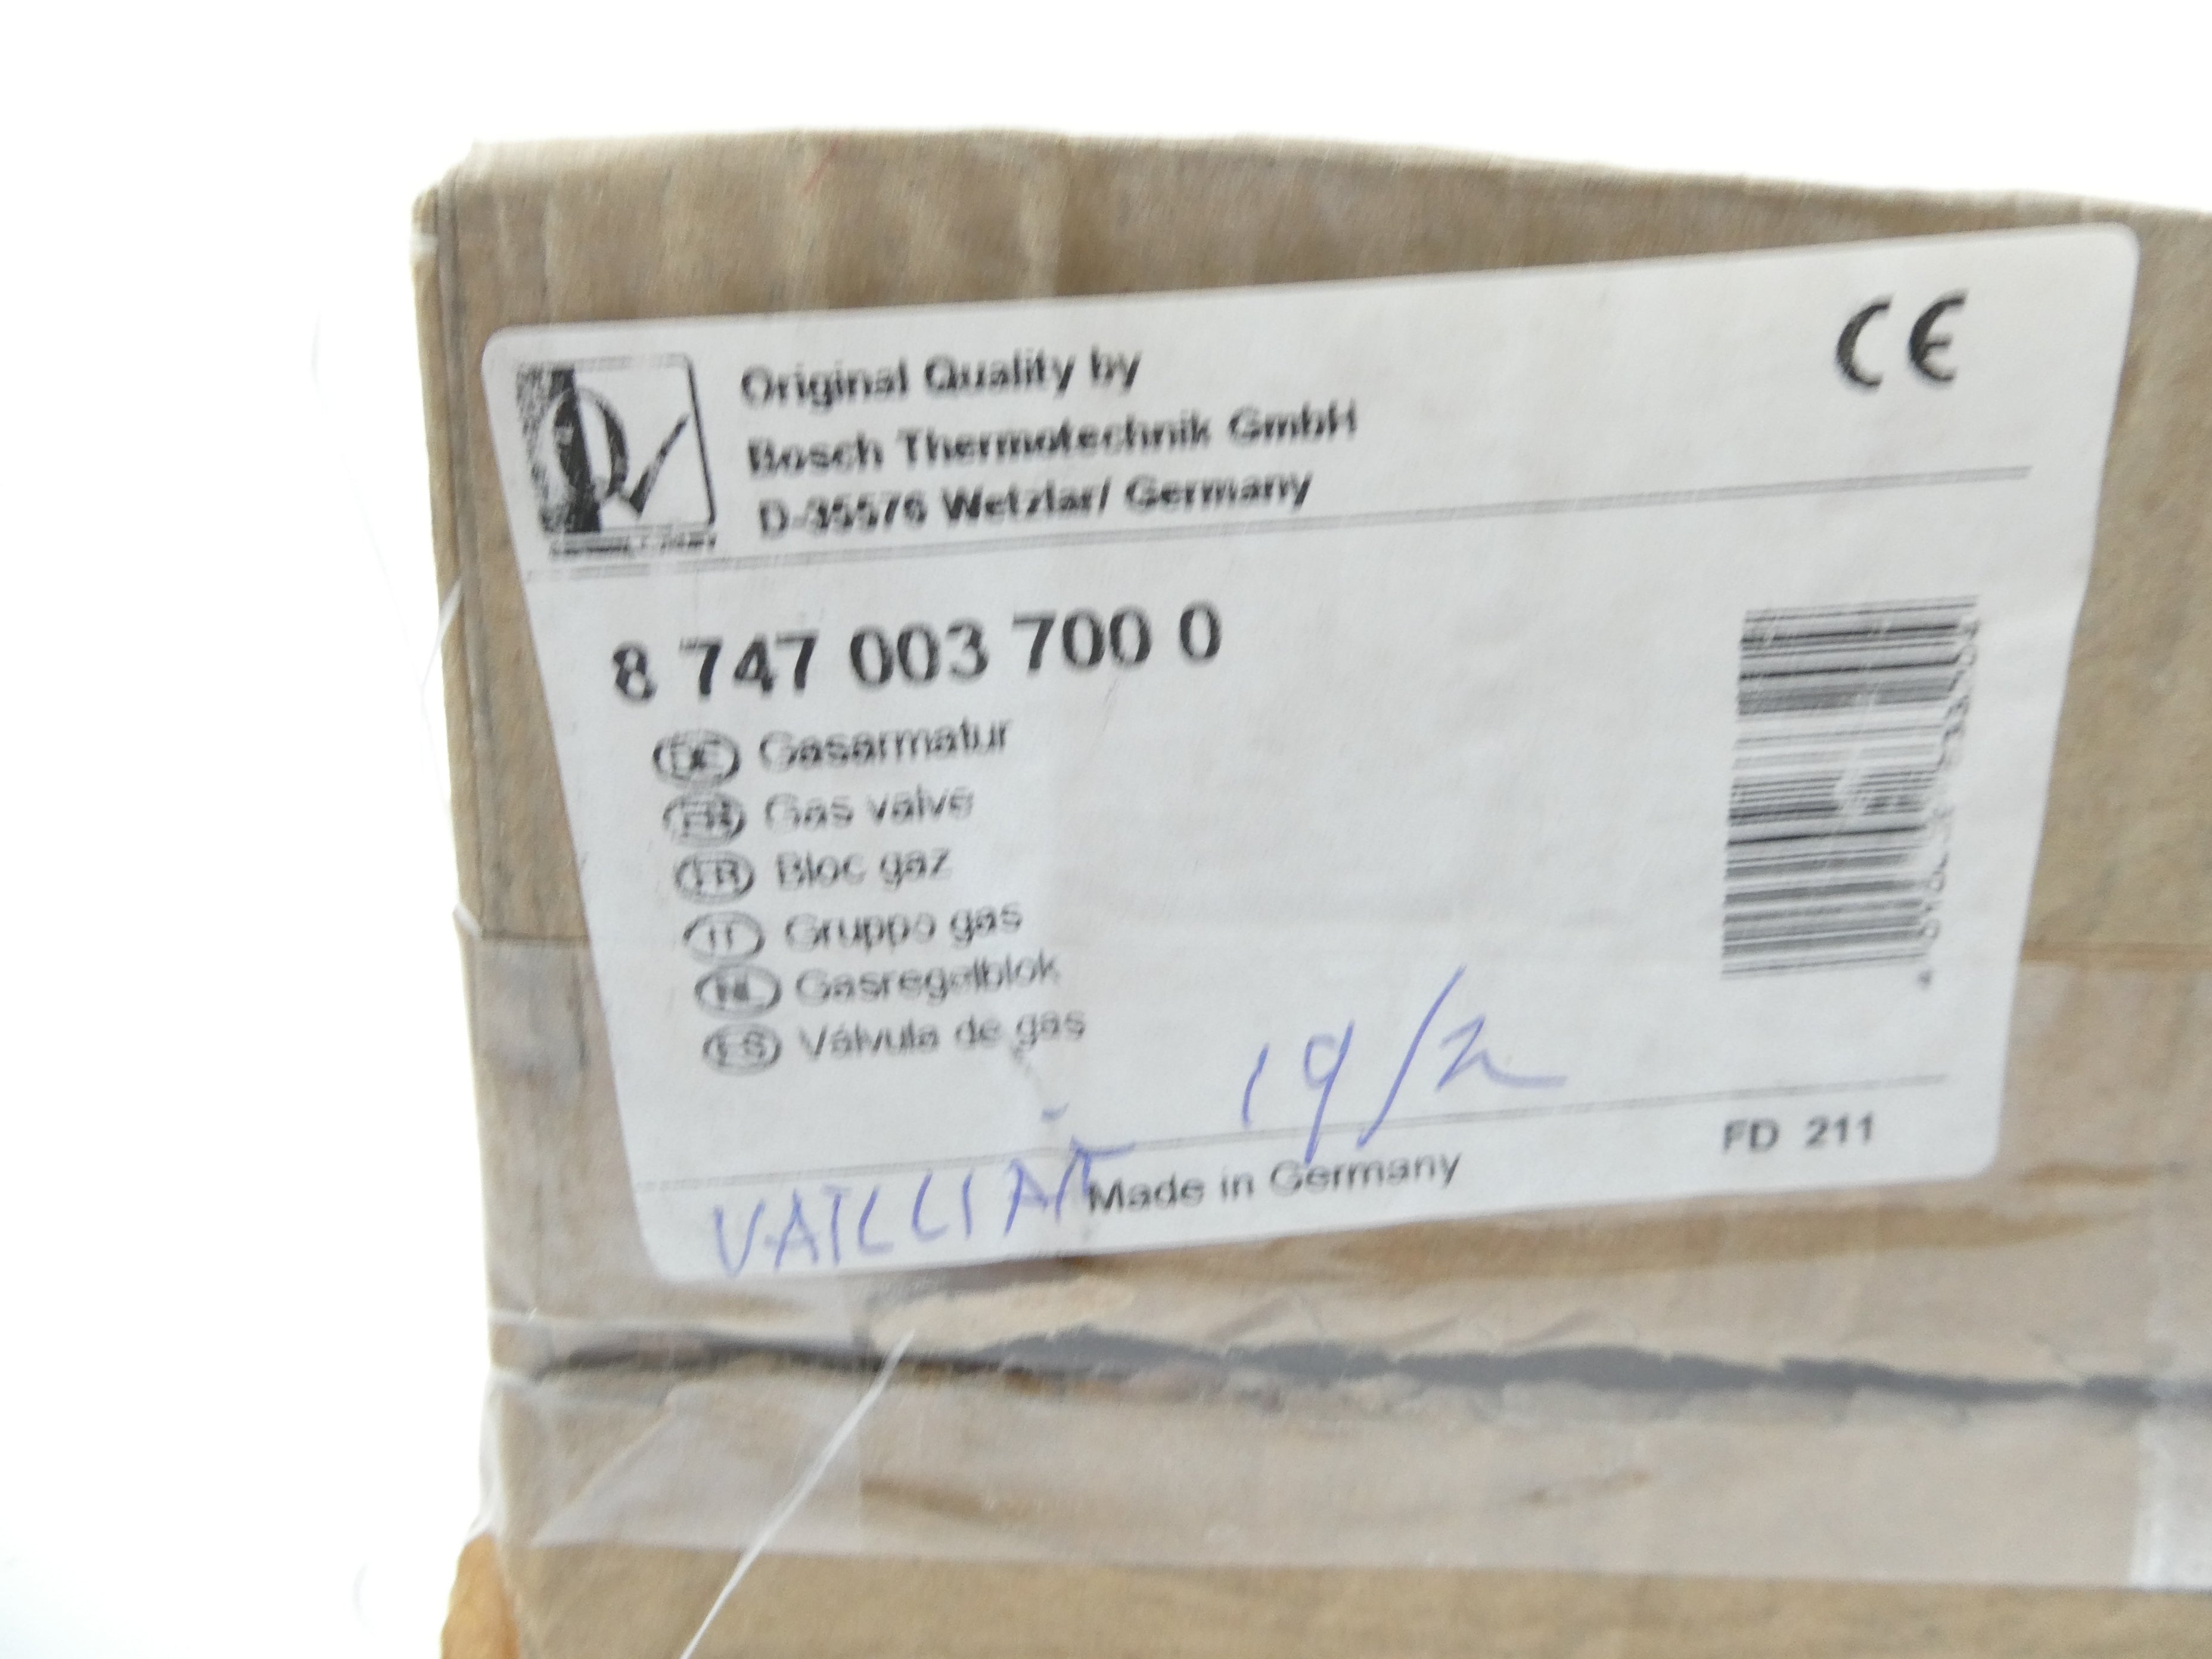 Original Quality by
Bosch Thermotechnik GmbH
D-35576 Wetzlar/ Germany
CE
8 747 003 700 0
DE Gasarmatur
EN Gas valve
FR Bloc gaz
IT Gruppo gas
NL Gasregelblok
ES Válvula de gas
19/2
FD 211
Made in Germany